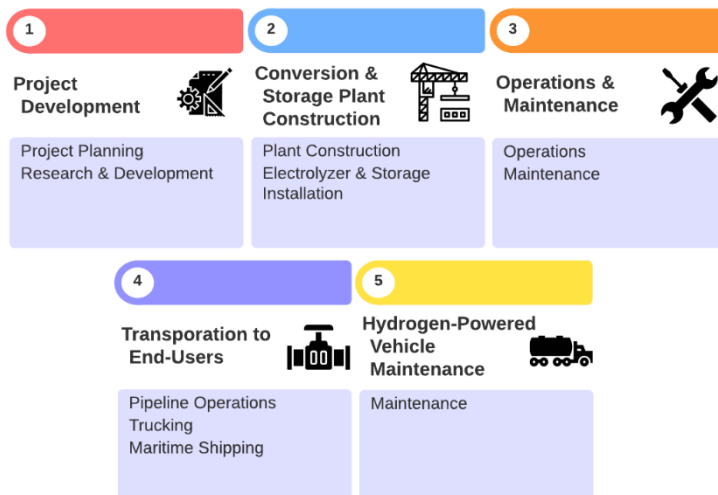 1
Project
Development
Project Planning
Research & Development
2
Conversion &
Storage Plant
Construction
Plant Construction
Electrolyzer & Storage
Installation
3
Operations &
Maintenance
Operations
Maintenance
4
Transporation to
End-Users
Pipeline Operations
Trucking
Maritime Shipping
5
Hydrogen-Powered
Vehicle
Maintenance
Maintenance